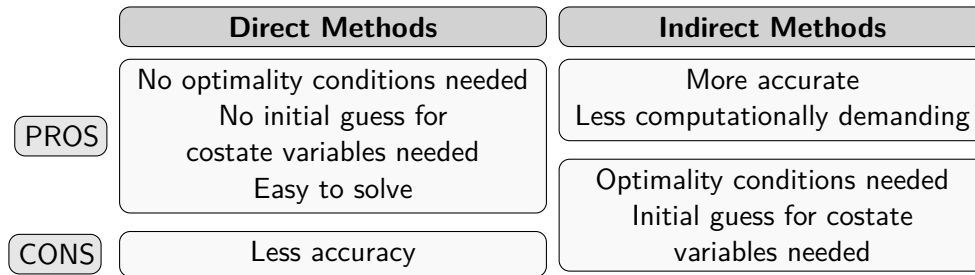 Direct Methods
Indirect Methods
PROS
No optimality conditions needed
No initial guess for
costate variables needed
Easy to solve
More accurate
Less computationally demanding
CONS
Less accuracy
Optimality conditions needed
Initial guess for costate
variables needed